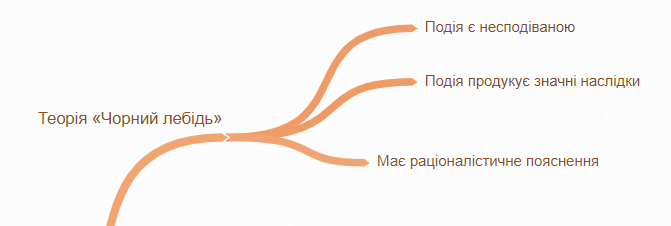 Подія є несподіваною
Подія продукує значні наслідки
Теорія «Чорний лебідь»
Має раціоналістичне пояснення